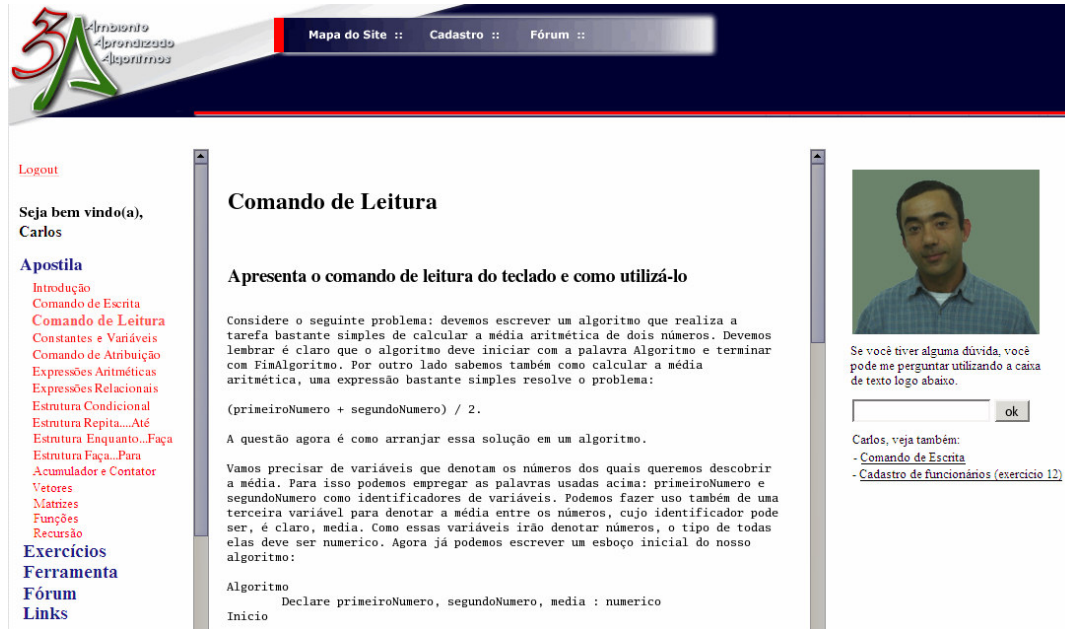 3A Ambiente
Aprendizado
Algoritmos
Mapa do Site :: Cadastro :: Fórum ::
Logout
Seja bem vindo(a),
Carlos
Apostila
Introdução
Comando de Escrita
Comando de Leitura
Constantes e Variáveis
Comando de Atribuição
Expressões Aritméticas
Expressões Relacionais
Estrutura Condicional
Estrutura Repita....Até
Estrutura Enquanto...Faça
Estrutura Faça...Para
Acumulador e Contator
Vetores
Matrizes
Funções
Recursão
Exercícios
Ferramenta
Fórum
Links
Comando de Leitura
Apresenta o comando de leitura do teclado e como utilizá-lo
Considere o seguinte problema: devemos escrever um algoritmo que realiza a
tarefa bastante simples de calcular a média aritmética de dois números. Devemos
lembrar é claro que o algoritmo deve iniciar com a palavra Algoritmo e terminar
com FimAlgoritmo. Por outro lado sabemos também como calcular a média
aritmética, uma expressão bastante simples resolve o problema:
(primeiroNumero + segundoNumero) / 2.
A questão agora é como arranjar essa solução em um algoritmo.
Vamos precisar de variáveis que denotam os números dos quais queremos descobrir
a média. Para isso podemos empregar as palavras usadas acima: primeiroNumero e
segundoNumero como identificadores de variáveis. Podemos fazer uso também de uma
terceira variável para denotar a média entre os números, cujo identificador pode
ser, é claro, media. Como essas variáveis irão denotar números, o tipo de todas
elas deve ser numerico. Agora já podemos escrever um esboço inicial do nosso
algoritmo:
Algoritmo
Declare primeiroNumero, segundoNumero, media : numerico
Inicio
Se você tiver alguma dúvida, você
pode me perguntar utilizando a caixa
de texto logo abaixo.
ok
Carlos, veja também:
- Comando de Escrita
- Cadastro de funcionários (exercicio 12)